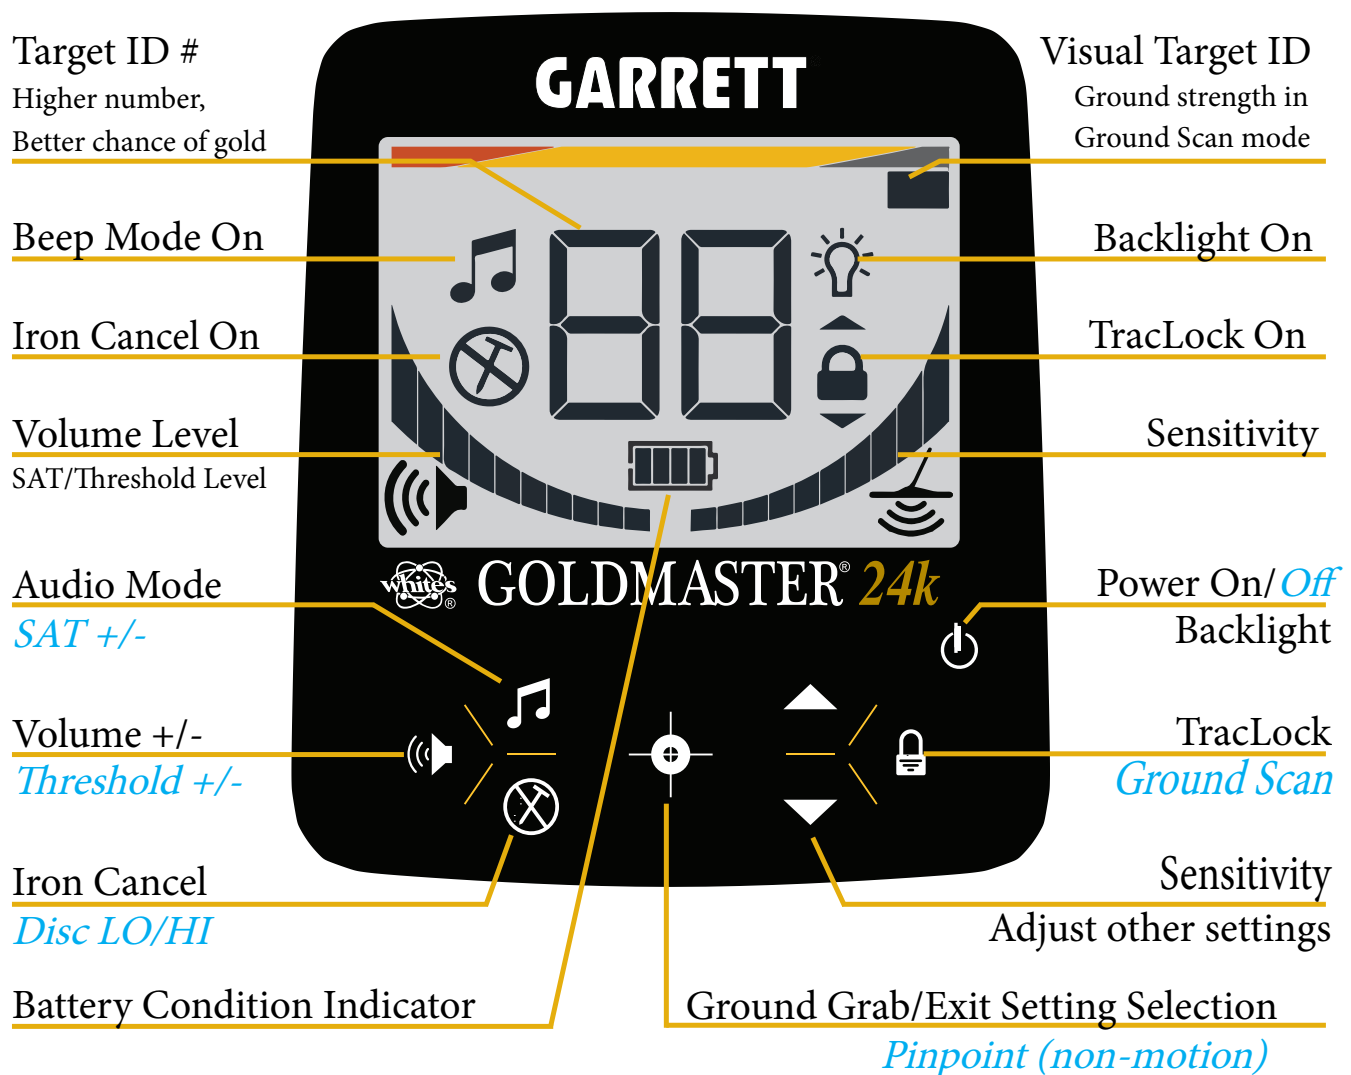 Target ID #
Higher number,
Better chance of gold
Beep Mode On
Iron Cancel On
Volume Level
SAT/Threshold Level
Audio Mode
SAT +/-
Volume +/-
Threshold +/-
Iron Cancel
Disc LO/HI
Battery Condition Indicator
GARRETT
88
white's ®
GOLDMASTER® 24k
Visual Target ID
Ground strength in
Ground Scan mode
Backlight On
TracLock On
Sensitivity
Power On/Off
Backlight
TracLock
Ground Scan
Sensitivity
Adjust other settings
Ground Grab/Exit Setting Selection
Pinpoint (non-motion)